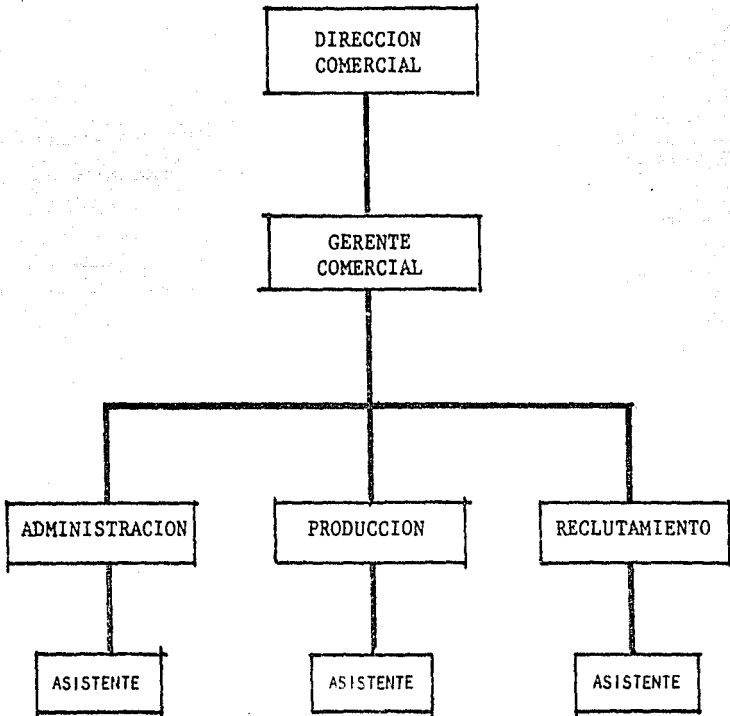 DIRECCION
COMERCIAL
GERENTE
COMERCIAL
ADMINISTRACION
PRODUCCION
RECLUTAMIENTO
ASISTENTE
ASISTENTE
ASISTENTE